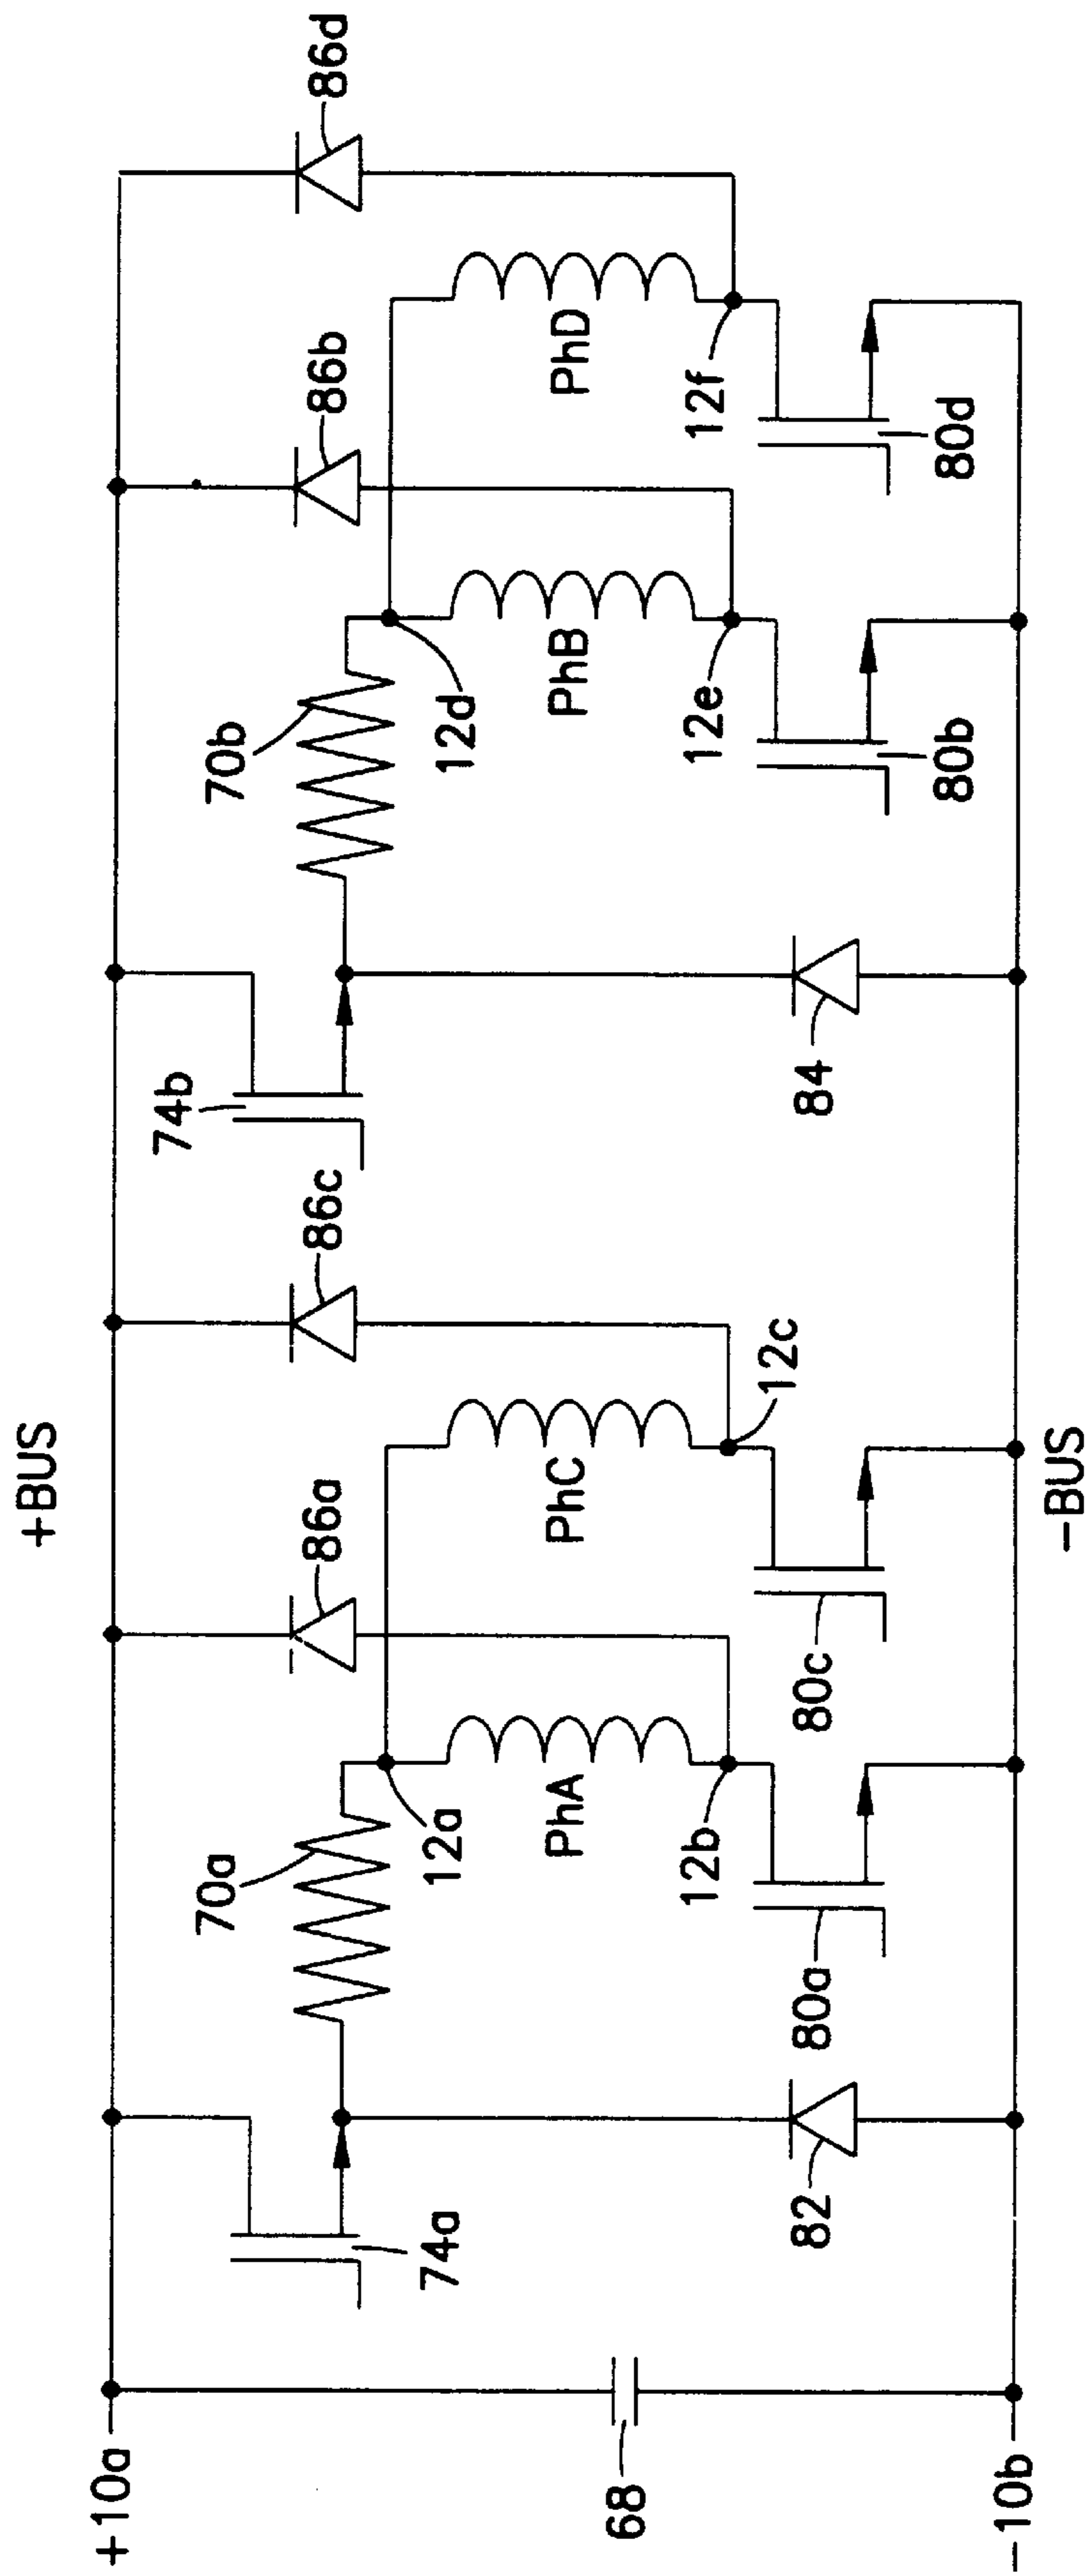 +BUS
+10a
74a
70a
86a
86c
74b
70b
86b
86d
12a
PhA
PhC
12c
12d
PhB
PhD
12b
12e
12f
68
82
80a
80c
84
80b
80d
-10b
-BUS